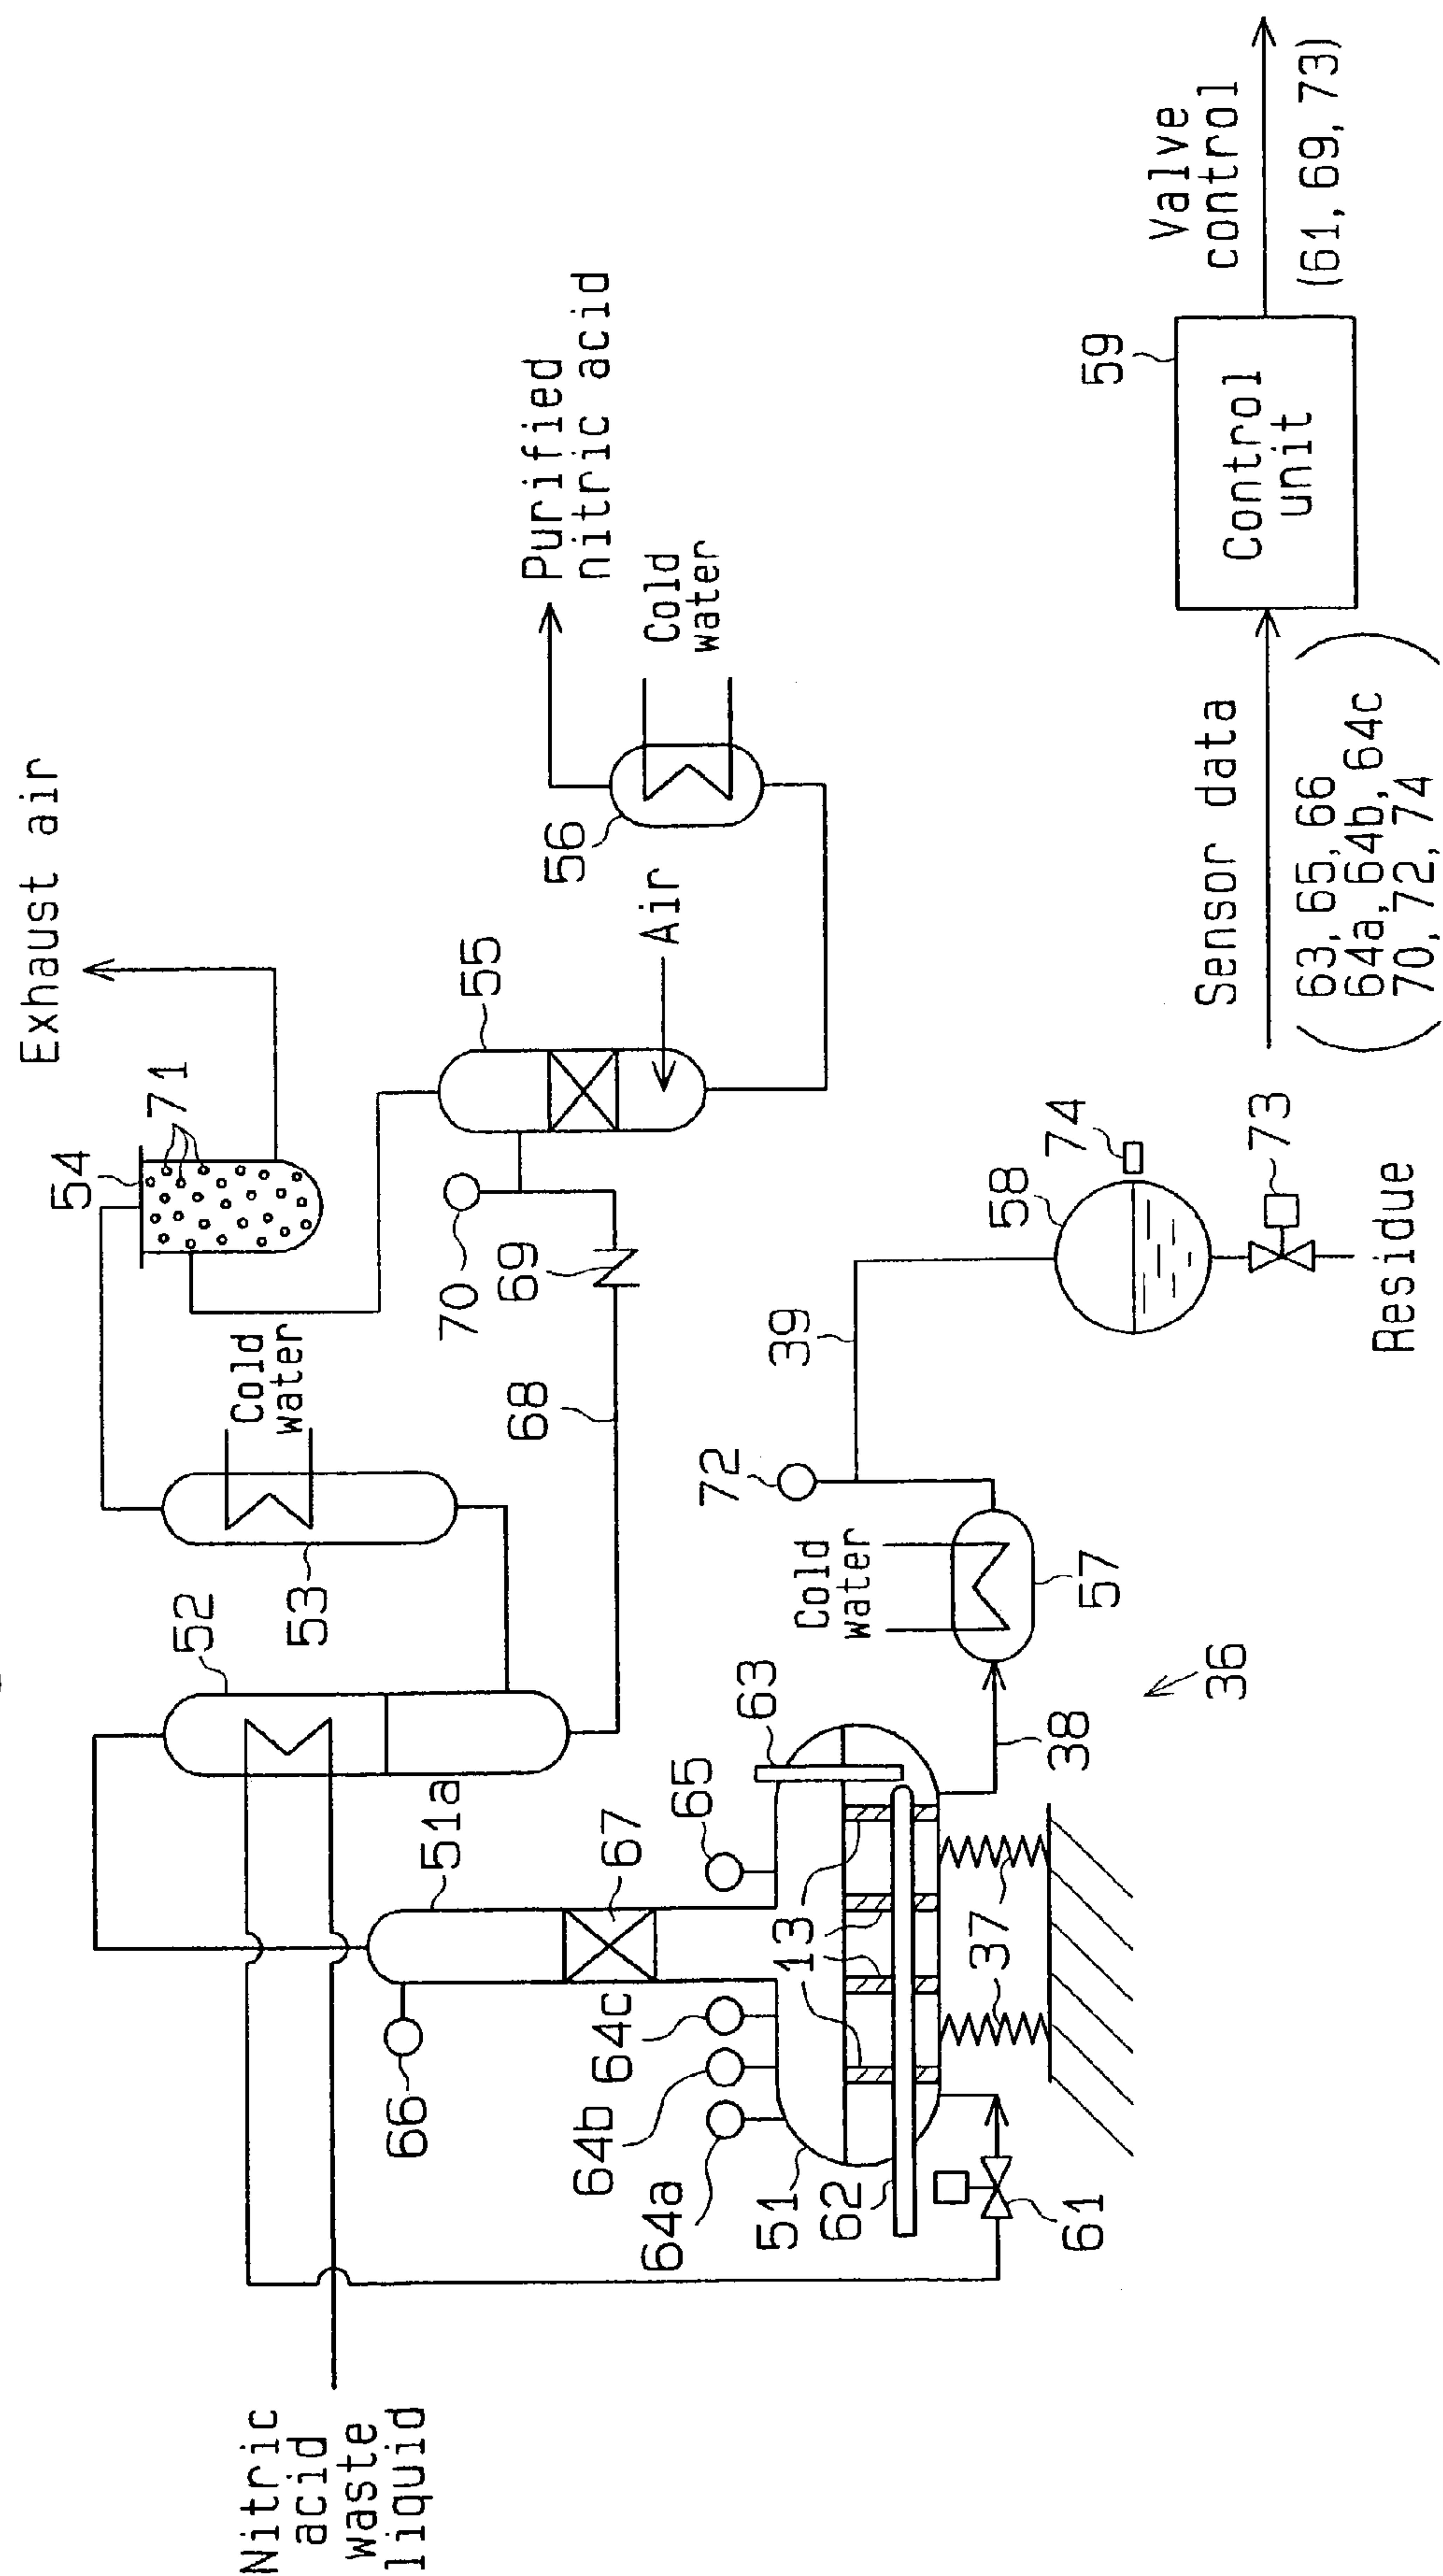 Exhaust air
54
71
Cold
water
53
52
51a
67
66
64c
64b
64a
65
63
13
51
62
61
37
38
36
57
Cold
water
72
39
58
74
73
Residue
68
69
70
55
Air
56
Cold
water
Purified
nitric acid
Nitric
acid
waste
liquid
Sensor data
63, 65, 66
64a, 64b, 64c
70, 72, 74
Control
unit
59
Valve
control
(61, 69, 73)